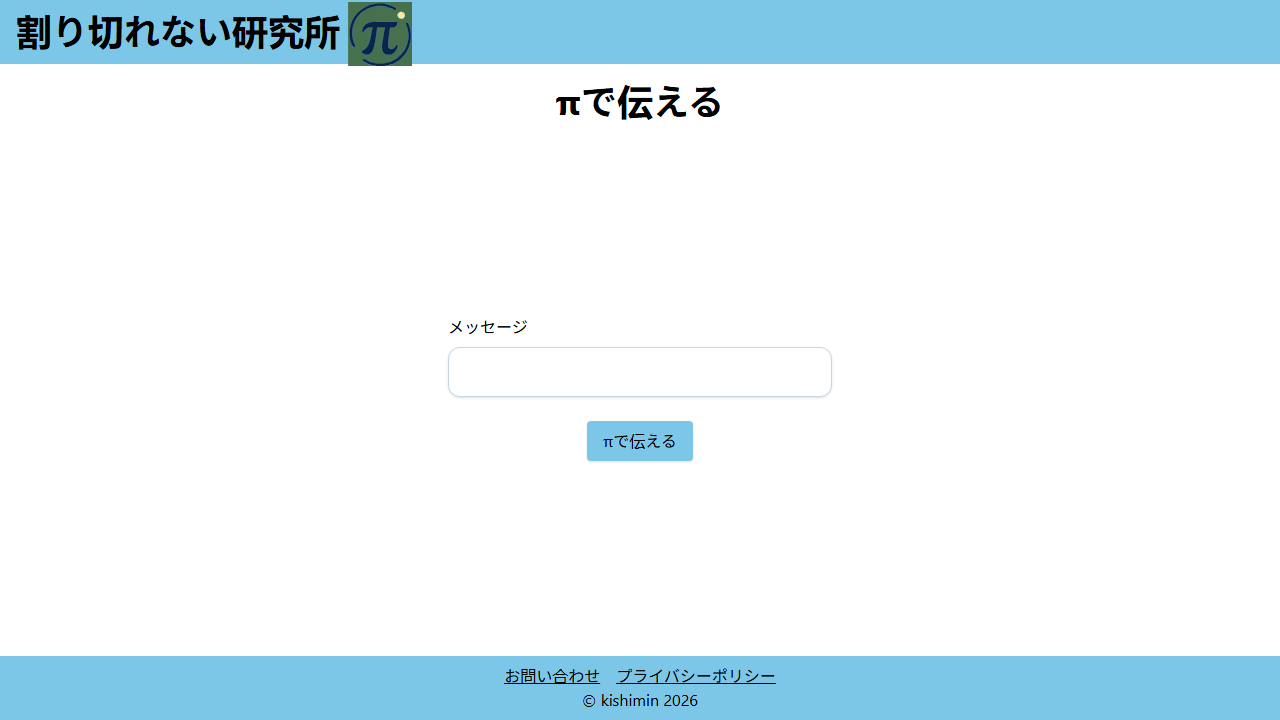 割り切れない研究所 π
πで伝える
メッセージ
πで伝える
お問い合わせ プライバシーポリシー
© kishimin 2026